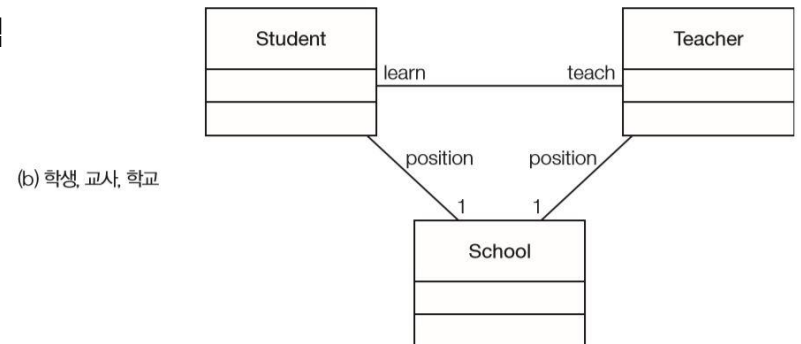 Student
Teacher
learn
teach
position
position
(b) 학생, 교사, 학교
1
1
School